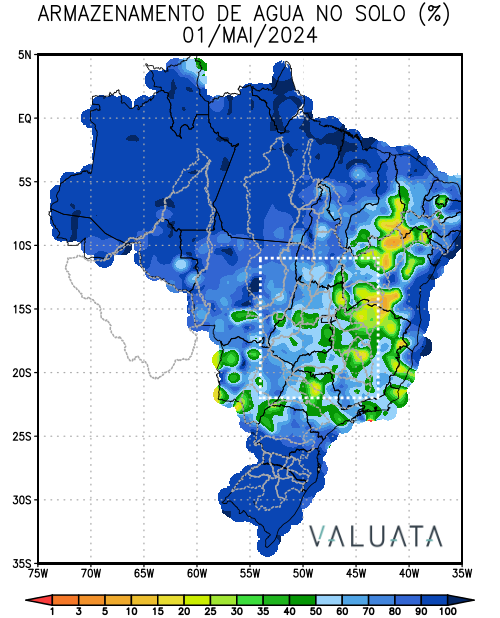 ARMAZENAMENTO DE AGUA NO SOLO (%)
01/MAI/2024
5N
EQ
5S
10S
15S
20S
25S
30S
35S
VALUATA
75W 70W 65W 60W 55W 50W 45W 40W 35W
1 3 5 10 15 20 25 30 35 40 50 60 70 80 90 100